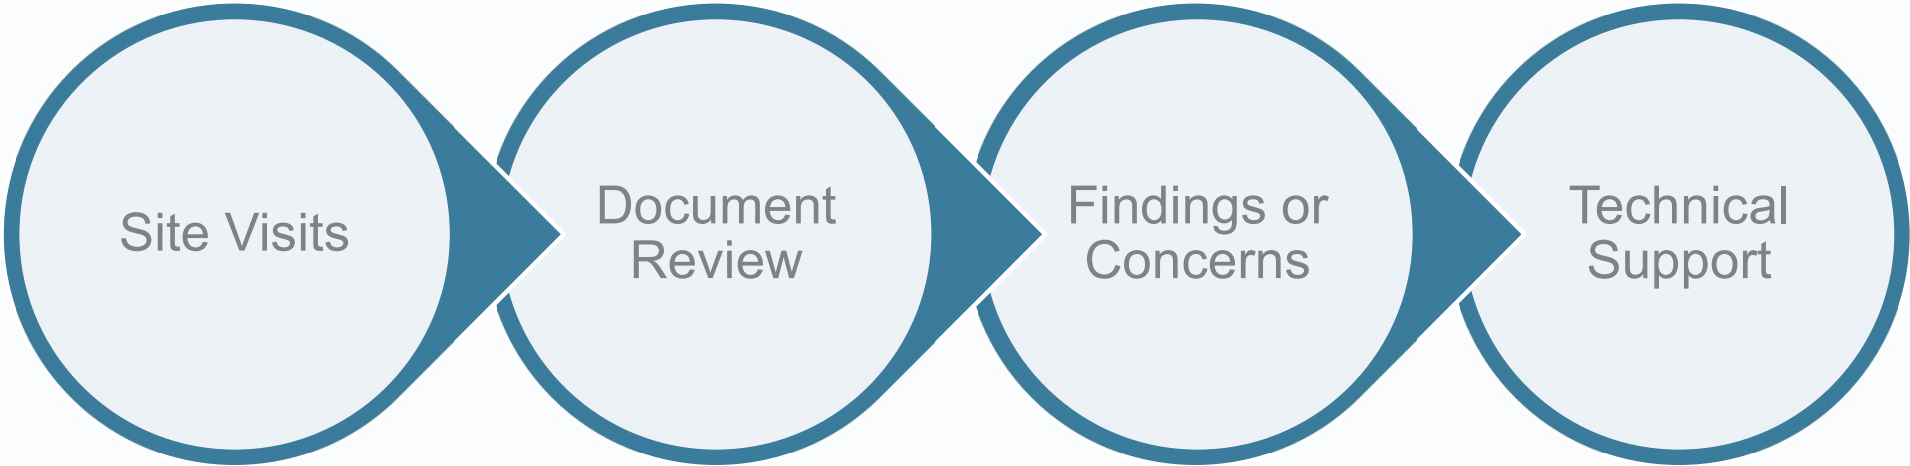 Site Visits
Document
Review
Findings or
Concerns
Technical
Support